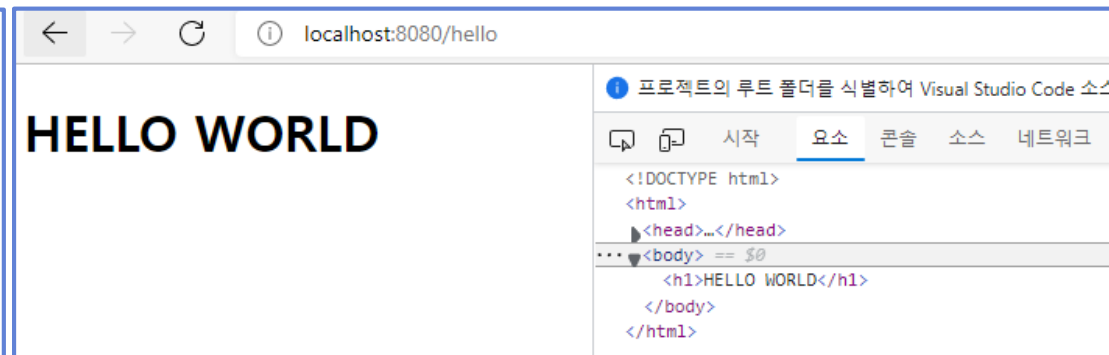 localhost:8080/hello
HELLO WORLD
프로젝트의 루트 폴더를 식별하여 Visual Studio Code 소스
시작 요소 콘솔 소스 네트워크
<!DOCTYPE html>
<html>
<head>…</head>
··· <body> == $0
<h1>HELLO WORLD</h1>
</body>
</html>